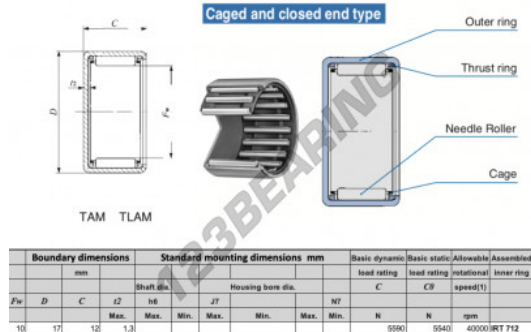 Caged and closed end type
C
t2
D
Fw
TAM TLAM
Outer ring
Thrust ring
Needle Roller
Cage
123BEARING
Boundary dimensions Standard mounting dimensions mm Basic dynamic Basic static Allowable Assembled
mm load rating load rating rotational inner ring
Shaft dia. Housing bore dia. C C0 speed(1)
Fw D C t2 h6 J7 N7
Max. Max. Min. Max. Min. Max. Min. N N rpm
10 17 12 1,3 5590 5540 40000 IRT 712